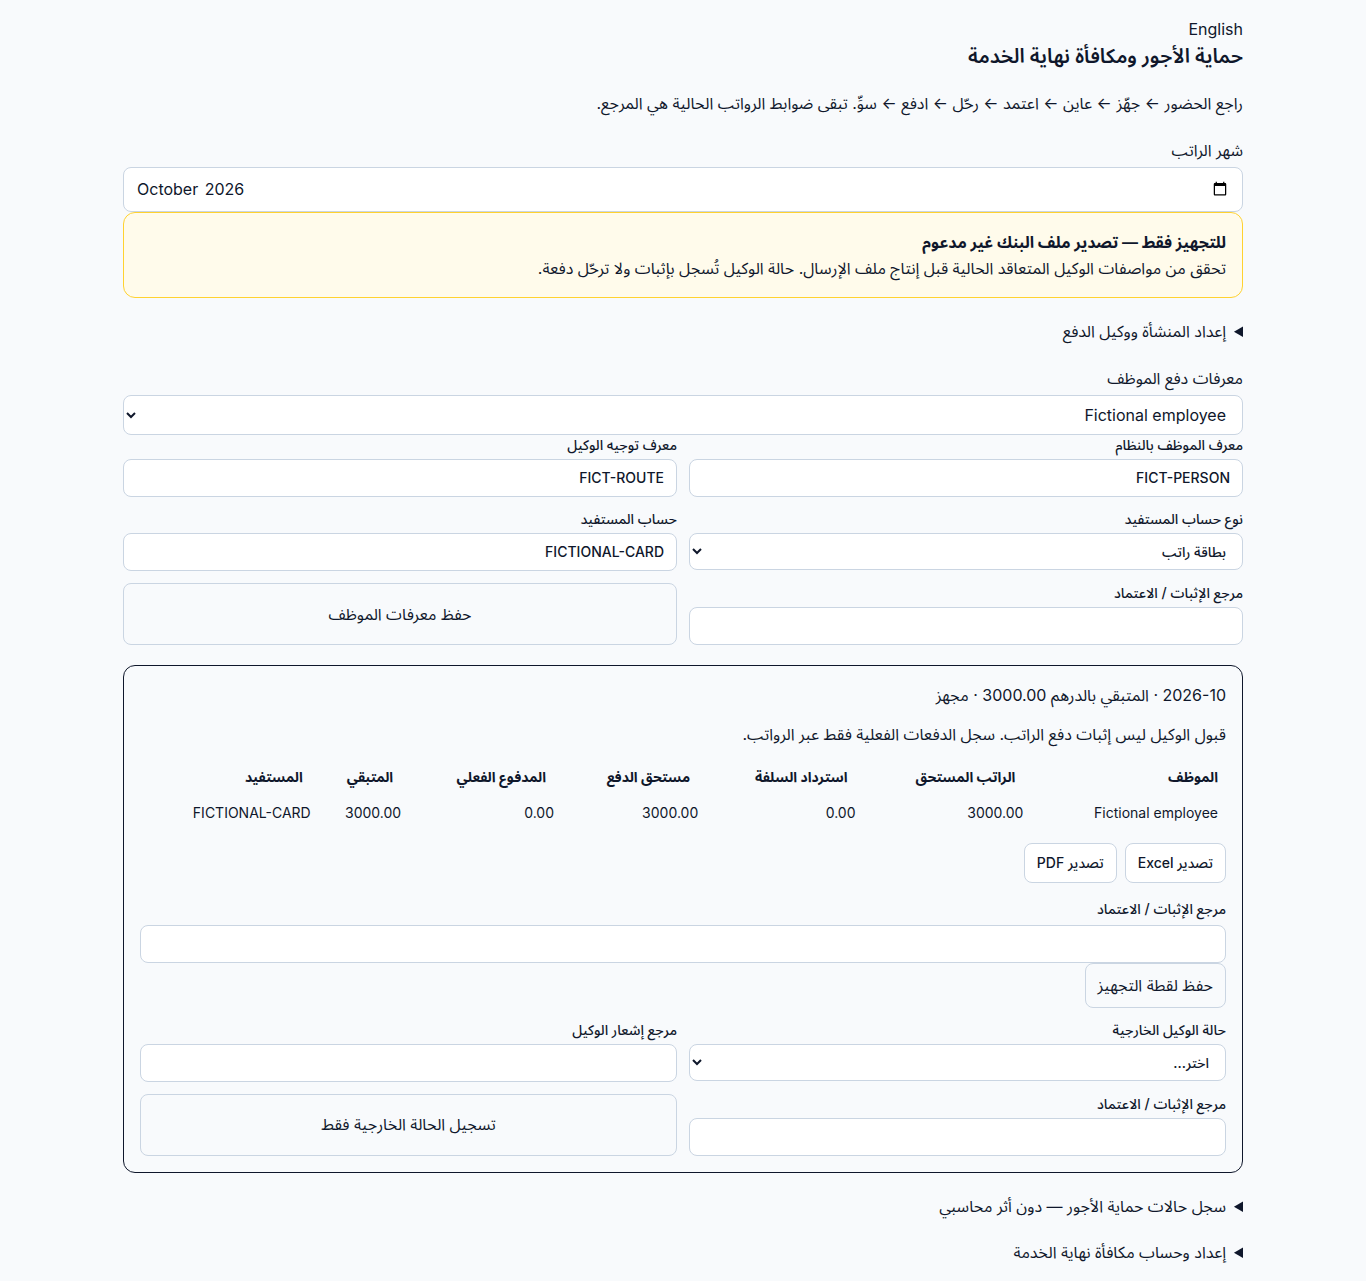 English
حماية الأجور ومكافأة نهاية الخدمة
راجع الحضور ← جهّز ← عاين ← اعتمد ← رحّل ← ادفع ← سوِّ. تبقى ضوابط الرواتب الحالية هي المرجع.
شهر الراتب
October 2026
للتجهيز فقط — تصدير ملف البنك غير مدعوم
تحقق من مواصفات الوكيل المتعاقد الحالية قبل إنتاج ملف الإرسال. حالة الوكيل تُسجل بإثبات ولا ترحّل دفعة.
إعداد المنشأة ووكيل الدفع
معرفات دفع الموظف
Fictional employee
معرف الموظف بالنظام
معرف توجيه الوكيل
FICT-PERSON
FICT-ROUTE
نوع حساب المستفيد
حساب المستفيد
بطاقة راتب
FICTIONAL-CARD
مرجع الإثبات / الاعتماد
حفظ معرفات الموظف
2026-10 · المتبقي بالدرهم 3000.00 · مجهز
قبول الوكيل ليس إثبات دفع الراتب. سجل الدفعات الفعلية فقط عبر الرواتب.
الموظف الراتب المستحق استرداد السلفة مستحق الدفع المدفوع الفعلي المتبقي المستفيد
Fictional employee 3000.00 0.00 3000.00 0.00 3000.00 FICTIONAL-CARD
تصدير Excel
تصدير PDF
مرجع الإثبات / الاعتماد
حفظ لقطة التجهيز
حالة الوكيل الخارجية
مرجع إشعار الوكيل
اختر...
مرجع الإثبات / الاعتماد
تسجيل الحالة الخارجية فقط
سجل حالات حماية الأجور — دون أثر محاسبي
إعداد وحساب مكافأة نهاية الخدمة